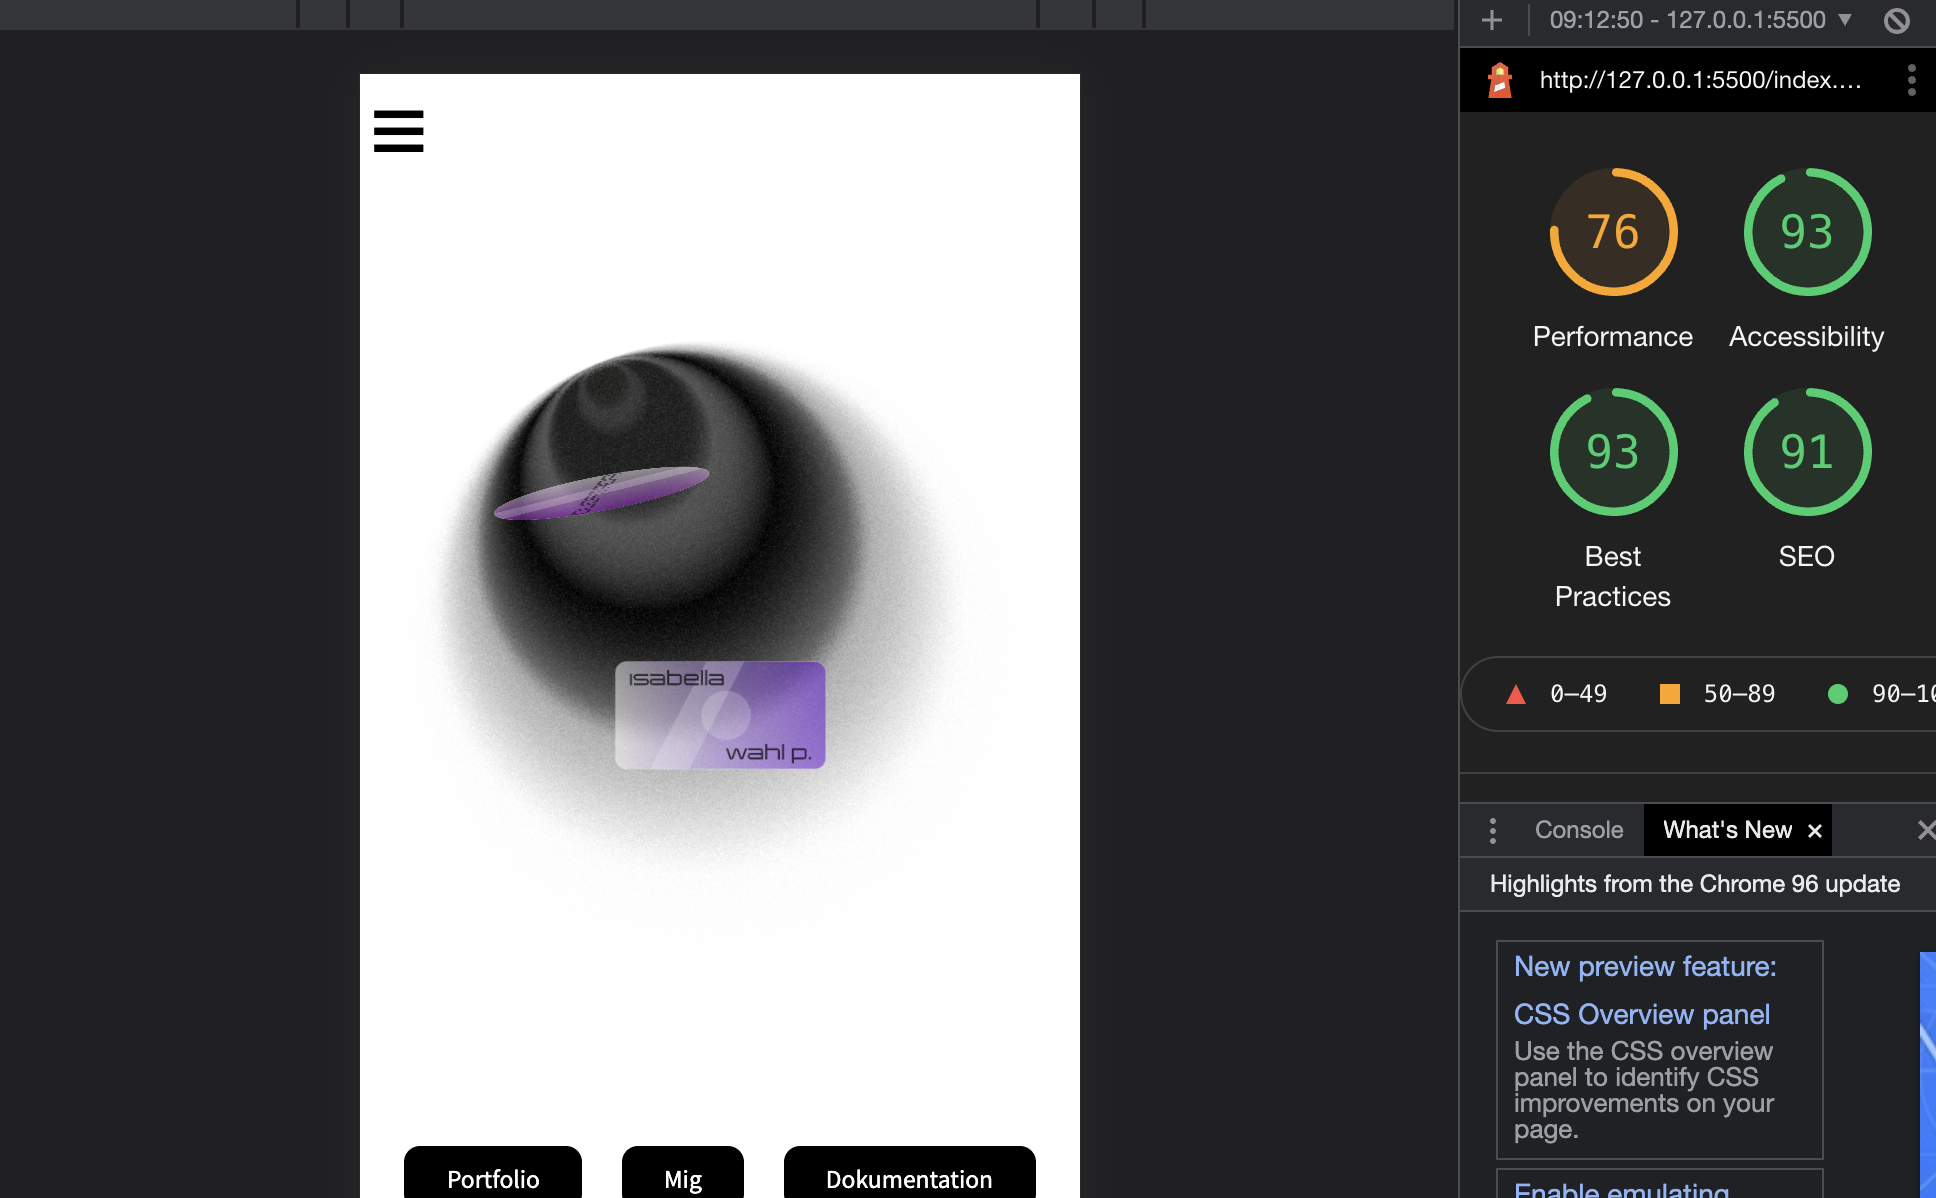 09:12:50 - 127.0.0.1:5500
http://127.0.0.1:5500/index.…
76
93
Performance
Accessibility
93
91
Best
Practices
SEO
0–49
50–89
isabella
wahl p.
Console
What's New
Highlights from the Chrome 96 update
New preview feature:
CSS Overview panel
Use the CSS overview
panel to identify CSS
improvements on your
page.
Enable emulating
Portfolio
Mig
Dokumentation